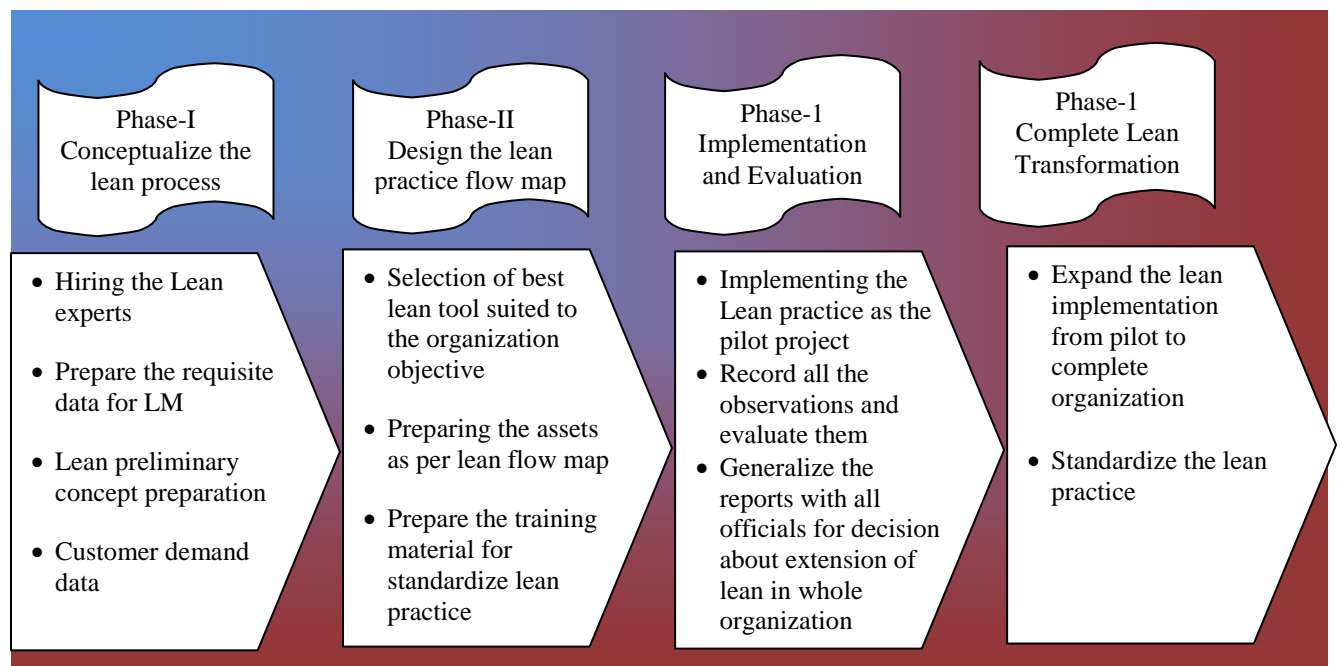 Phase-I
Conceptualize the
lean process
Phase-II
Design the lean
practice flow map
Phase-1
Implementation
and Evaluation
Phase-1
Complete Lean
Transformation
• Hiring the Lean
experts
• Prepare the requisite
data for LM
• Lean preliminary
concept preparation
• Customer demand
data
• Selection of best
lean tool suited to
the organization
objective
• Preparing the assets
as per lean flow map
• Prepare the training
material for
standardize lean
practice
• Implementing the
Lean practice as the
pilot project
• Record all the
observations and
evaluate them
• Generalize the
reports with all
officials for decision
about extension of
lean in whole
organization
• Expand the lean
implementation
from pilot to
complete
organization
• Standardize the lean
practice